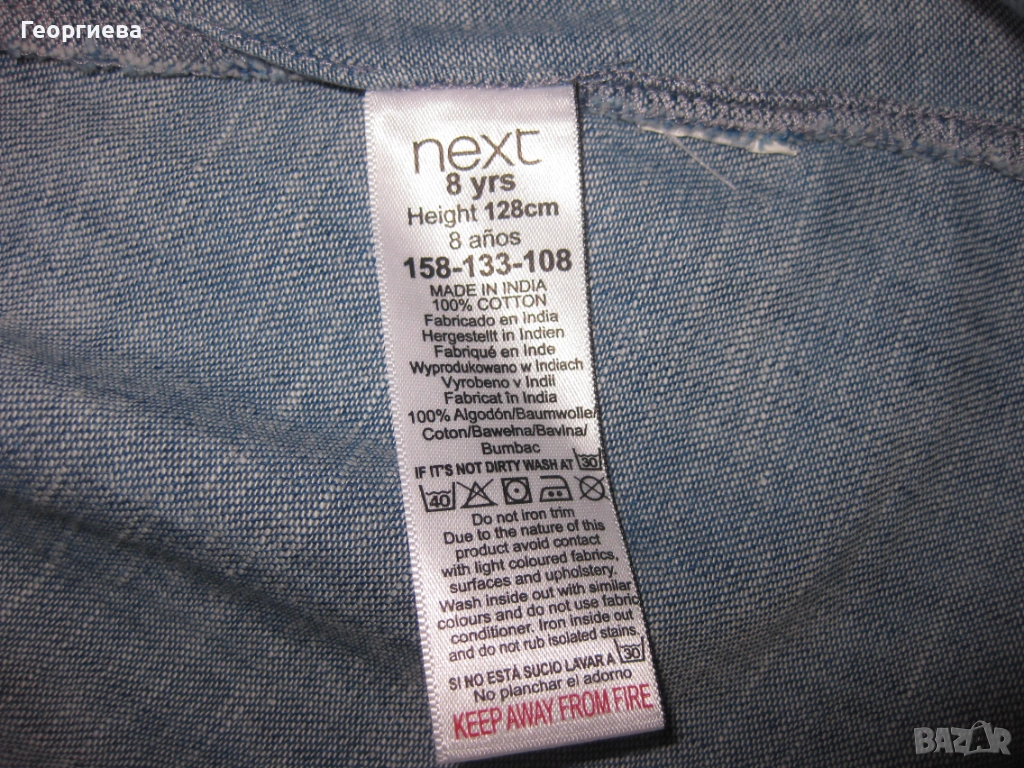 Георгиева
next
8 yrs
Height 128cm
8 años
158-133-108
MADE IN INDIA
100% COTTON
Fabricado en India
Hergestellt in Indien
Fabriqué en Inde
Wyprodukowano w Indiach
Vyrobeno v Indii
Fabricat în India
100% Algodón/Baumwolle/
Coton/Bawełna/Bavlna/
Bumbac
IF IT'S NOT DIRTY WASH AT 30
40
Do not iron trim
Due to the nature of this
product avoid contact
with light coloured fabrics,
surfaces and upholstery.
Wash inside out with similar
colours and do not use fabric
conditioner. Iron inside out
and do not rub isolated stains.
SI NO ESTÁ SUCIO LAVAR A 30
No planchar el adorno
KEEP AWAY FROM FIRE
BAZAR